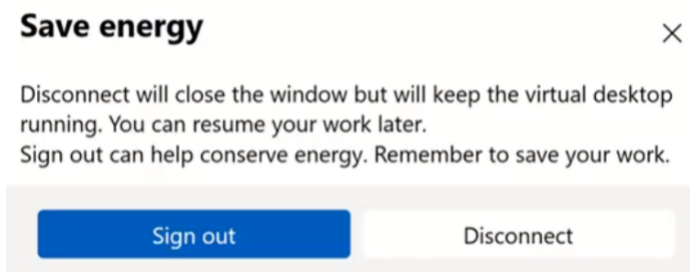 Save energy
Disconnect will close the window but will keep the virtual desktop
running. You can resume your work later.
Sign out can help conserve energy. Remember to save your work.
Sign out
Disconnect